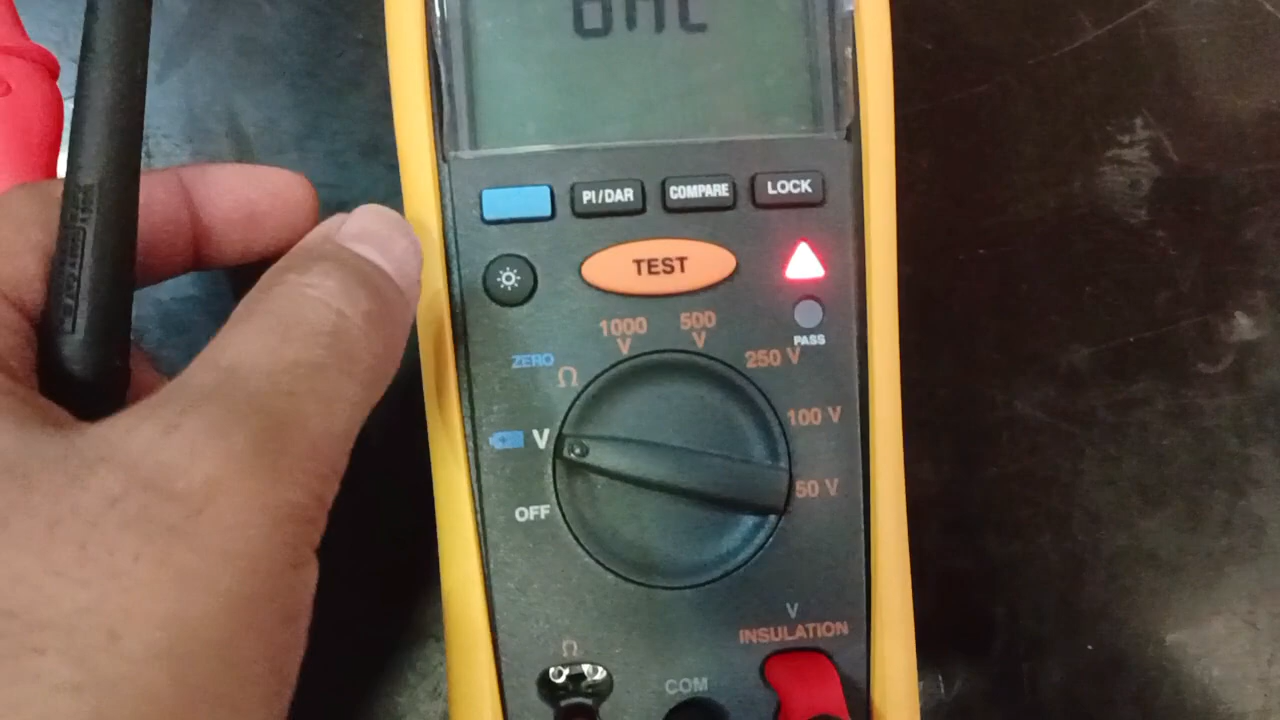 PI/DAR COMPARE LOCK
TEST
1000 V
500 V
PASS
ZERO
Ω
250 V
100 V
V
50 V
OFF
V
INSULATION
Ω
COM